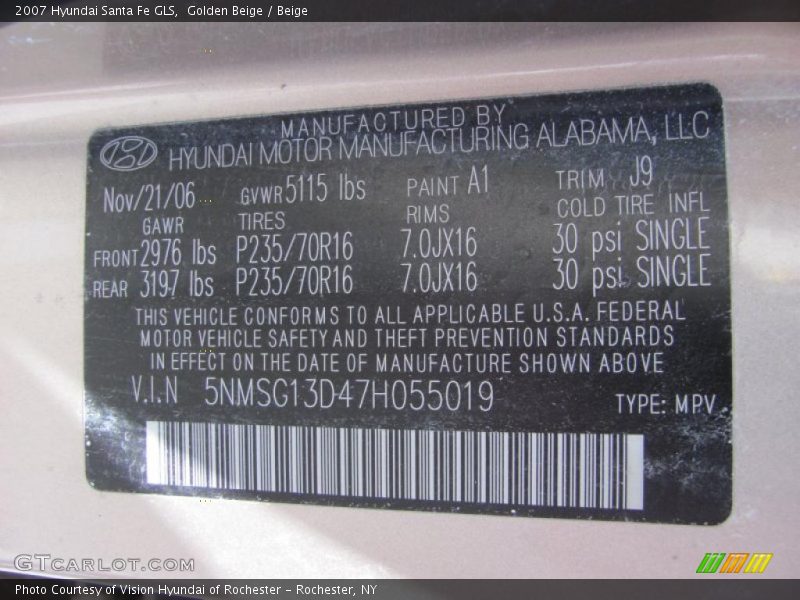 2007 Hyundai Santa Fe GLS,  Golden Beige / Beige
MANUFACTURED BY
HYUNDAI MOTOR MANUFACTURING ALABAMA, LLC
Nov/21/06 GVWR 5115 lbs PAINT A1 TRIM J9
GAWR TIRES RIMS COLD TIRE INFL
FRONT 2976 lbs P235/70R16 7.0JX16 30 psi SINGLE
REAR 3197 lbs P235/70R16 7.0JX16 30 psi SINGLE
THIS VEHICLE CONFORMS TO ALL APPLICABLE U.S.A. FEDERAL
MOTOR VEHICLE SAFETY AND THEFT PREVENTION STANDARDS
IN EFFECT ON THE DATE OF MANUFACTURE SHOWN ABOVE
V.I.N 5NMSG13D47H055019 TYPE: MPV
GTCARLOT.COM
Photo Courtesy of Vision Hyundai of Rochester – Rochester, NY